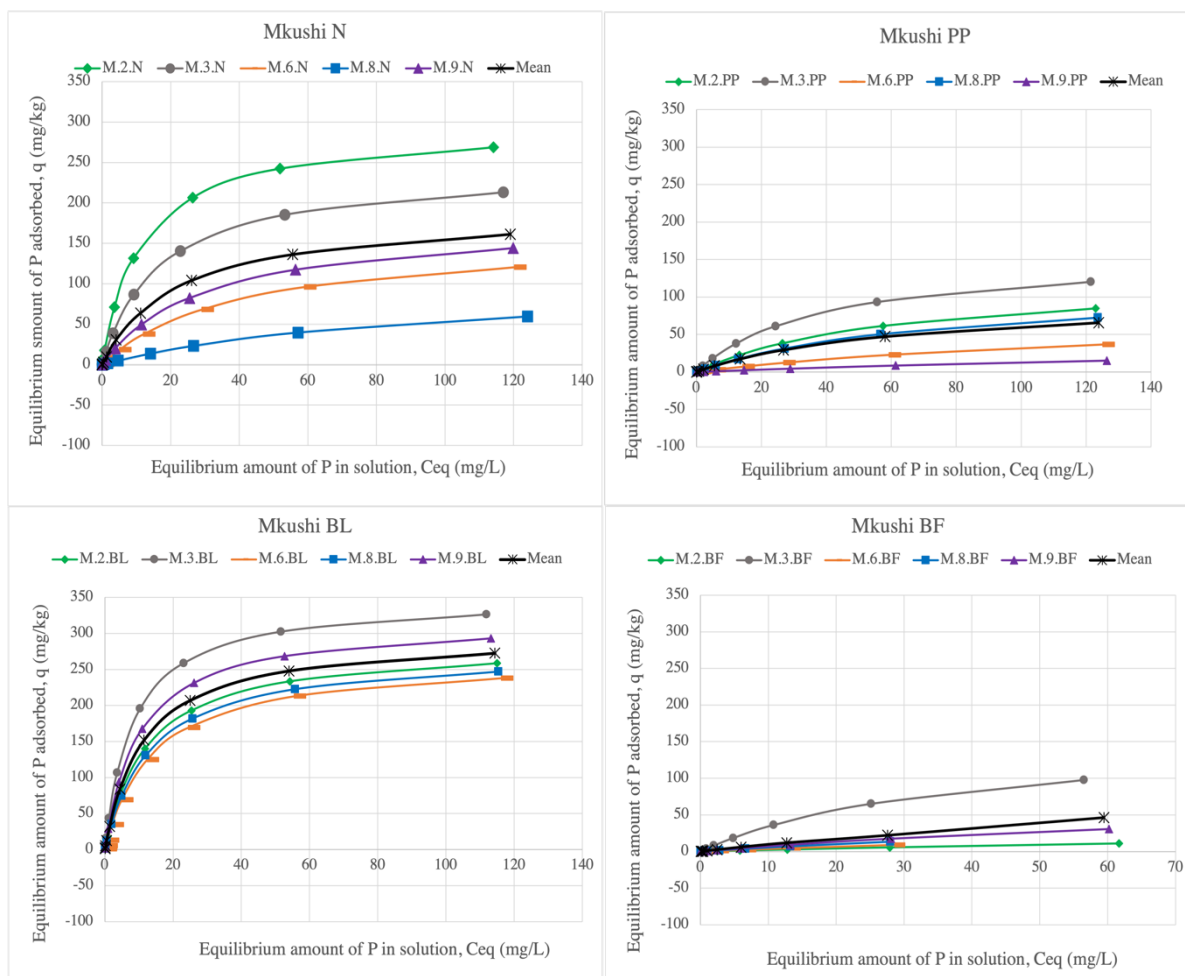 Mkushi N
M.2.N M.3.N M.6.N M.8.N M.9.N Mean
350
300
250
200
150
100
50
0
-50
-100
0 20 40 60 80 100 120 140
Equilibrium smount of P adsorbed, q (mg/kg)
Equilibrium amount of P in solution, Ceq (mg/L)
Mkushi PP
M.2.PP M.3.PP M.6.PP M.8.PP M.9.PP Mean
350
300
250
200
150
100
50
0
-50
-100
0 20 40 60 80 100 120 140
Equilibrium amount of P adsorbed, q (mg/kg)
Equilibrium amount of P in solution, Ceq (mg/L)
Mkushi BL
M.2.BL M.3.BL M.6.BL M.8.BL M.9.BL Mean
350
300
250
200
150
100
50
0
-50
-100
0 20 40 60 80 100 120 140
Equilibrium amount of P adsorbed, q (mg/kg)
Equilibrium amount of P in solution, Ceq (mg/L)
Mkushi BF
M.2.BF M.3.BF M.6.BF M.8.BF M.9.BF Mean
350
300
250
200
150
100
50
0
-50
-100
0 10 20 30 40 50 60 70
Equilibrium amount of P adsorbed, q (mg/kg)
Equilibrium amount of P in solution, Ceq (mg/L)